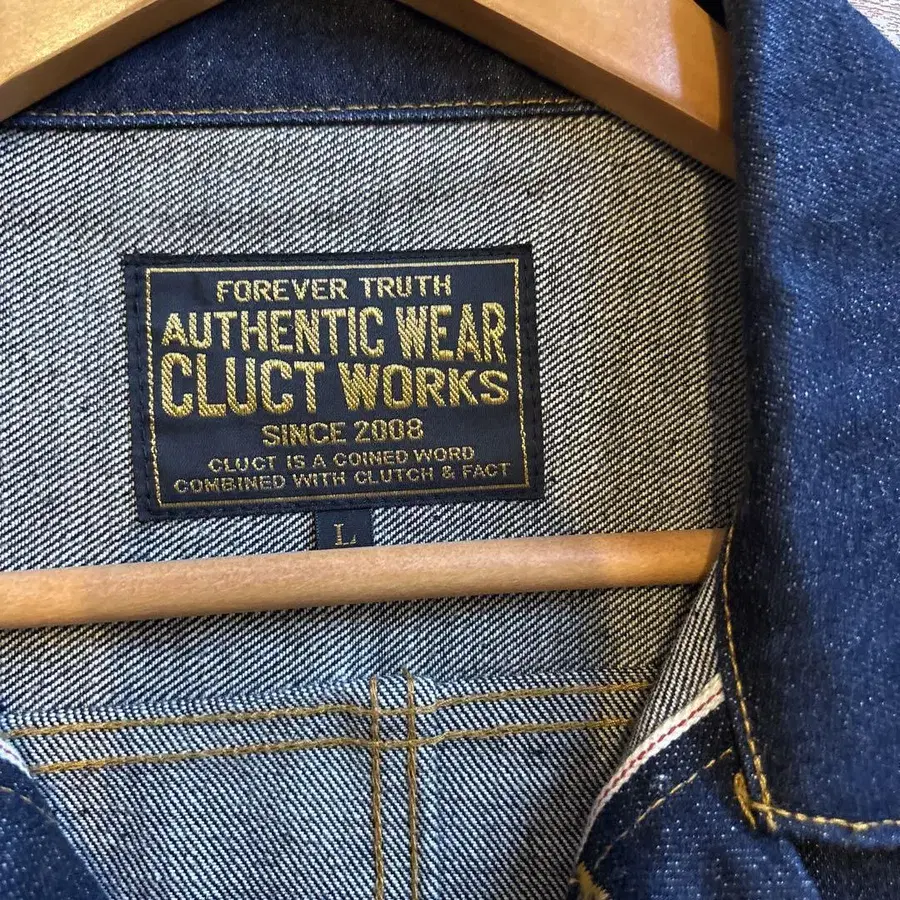 FOREVER TRUTH
AUTHENTIC WEAR
CLUCT WORKS
SINCE 2008
CLUCT IS A COINED WORD
COMBINED WITH CLUTCH & FACT
L